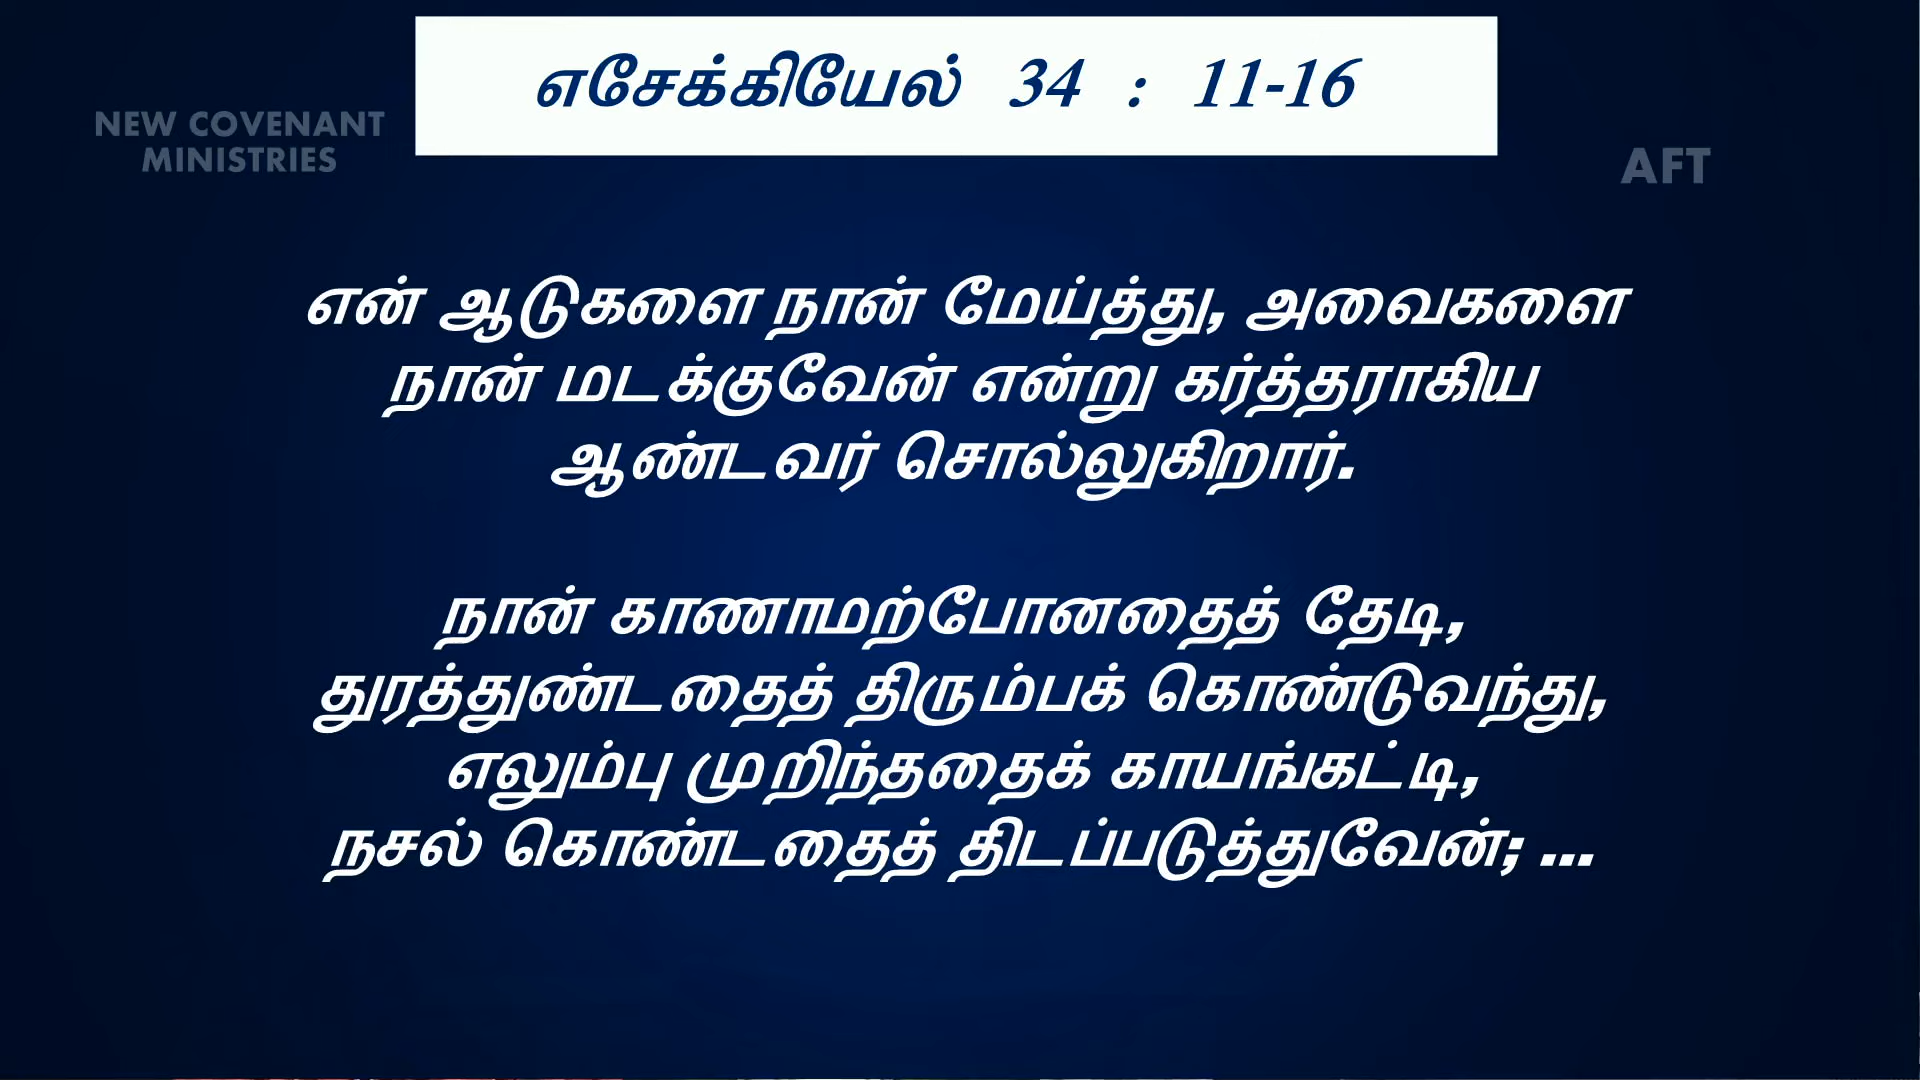 எசேக்கியேல் 34 : 11-16
NEW COVENANT
MINISTRIES
AFT
என் ஆடுகளை நான் மேய்த்து, அவைகளை
நான் மடக்குவேன் என்று கர்த்தராகிய
ஆண்டவர் சொல்லுகிறார்.
நான் காணாமற்போனதைத் தேடி,
துரத்துண்டதைத் திரும்பக் கொண்டுவந்து,
எலும்பு முறிந்ததைக் காயங்கட்டி,
நசல் கொண்டதைத் திடப்படுத்துவேன்; ...